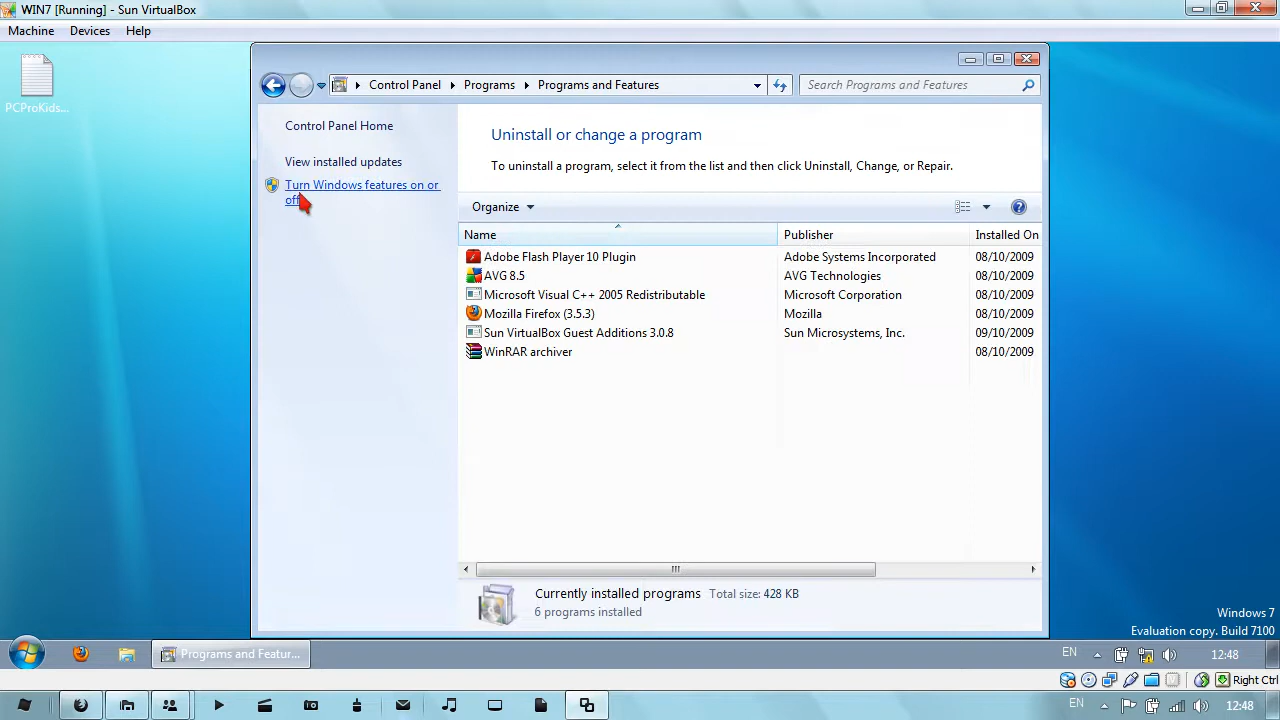 WIN7 [Running] - Sun VirtualBox
Machine Devices Help
PCProKids...
Control Panel Programs Programs and Features
Search Programs and Features
Control Panel Home
View installed updates
Turn Windows features on or
off
Uninstall or change a program
To uninstall a program, select it from the list and then click Uninstall, Change, or Repair.
Organize
Name Publisher Installed On
Adobe Flash Player 10 Plugin Adobe Systems Incorporated 08/10/2009
AVG 8.5 AVG Technologies 08/10/2009
Microsoft Visual C++ 2005 Redistributable Microsoft Corporation 08/10/2009
Mozilla Firefox (3.5.3) Mozilla 08/10/2009
Sun VirtualBox Guest Additions 3.0.8 Sun Microsystems, Inc. 09/10/2009
WinRAR archiver 08/10/2009
Currently installed programs Total size: 428 KB
6 programs installed
Windows 7
Evaluation copy. Build 7100
Programs and Featur... EN 12:48
Right Ctrl
EN 12:48